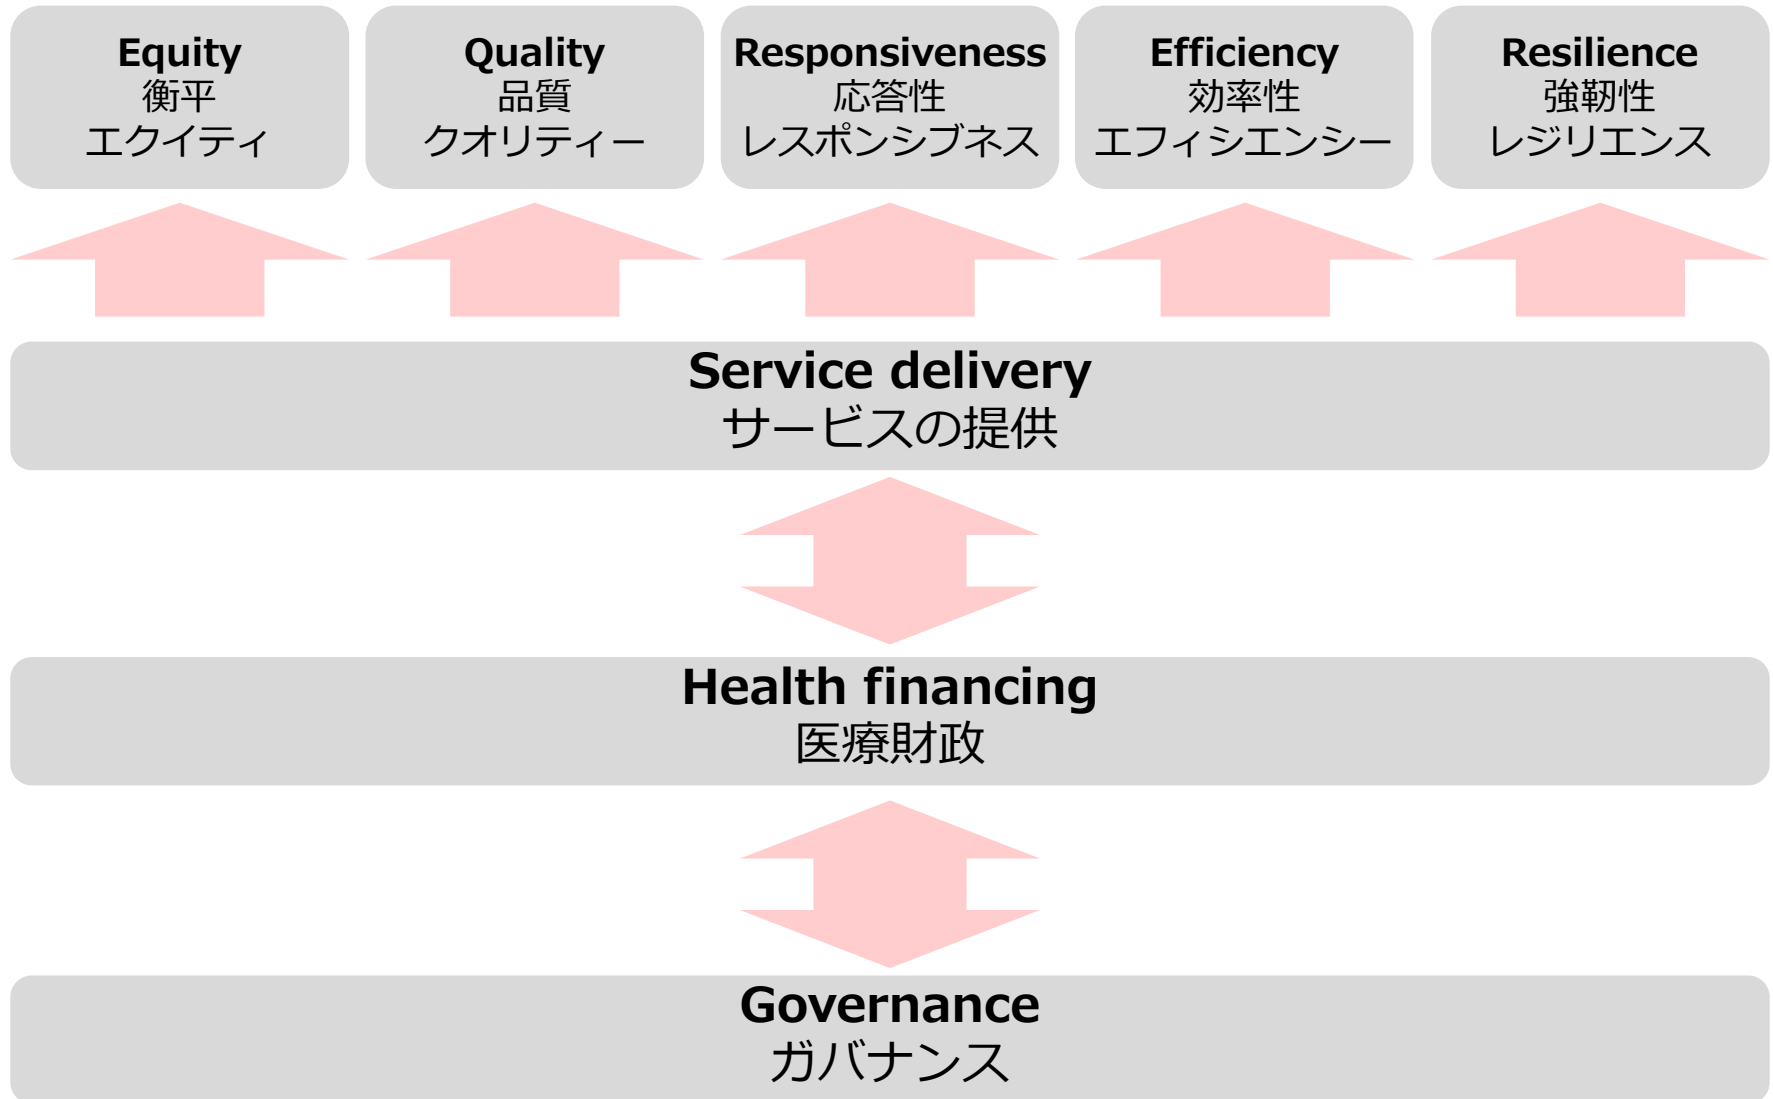 Equity
衡平
エクイティ
Quality
品質
クオリティー
Responsiveness
応答性
レスポンシブネス
Efficiency
効率性
エフィシエンシー
Resilience
強靭性
レジリエンス
Service delivery
サービスの提供
Health financing
医療財政
Governance
ガバナンス